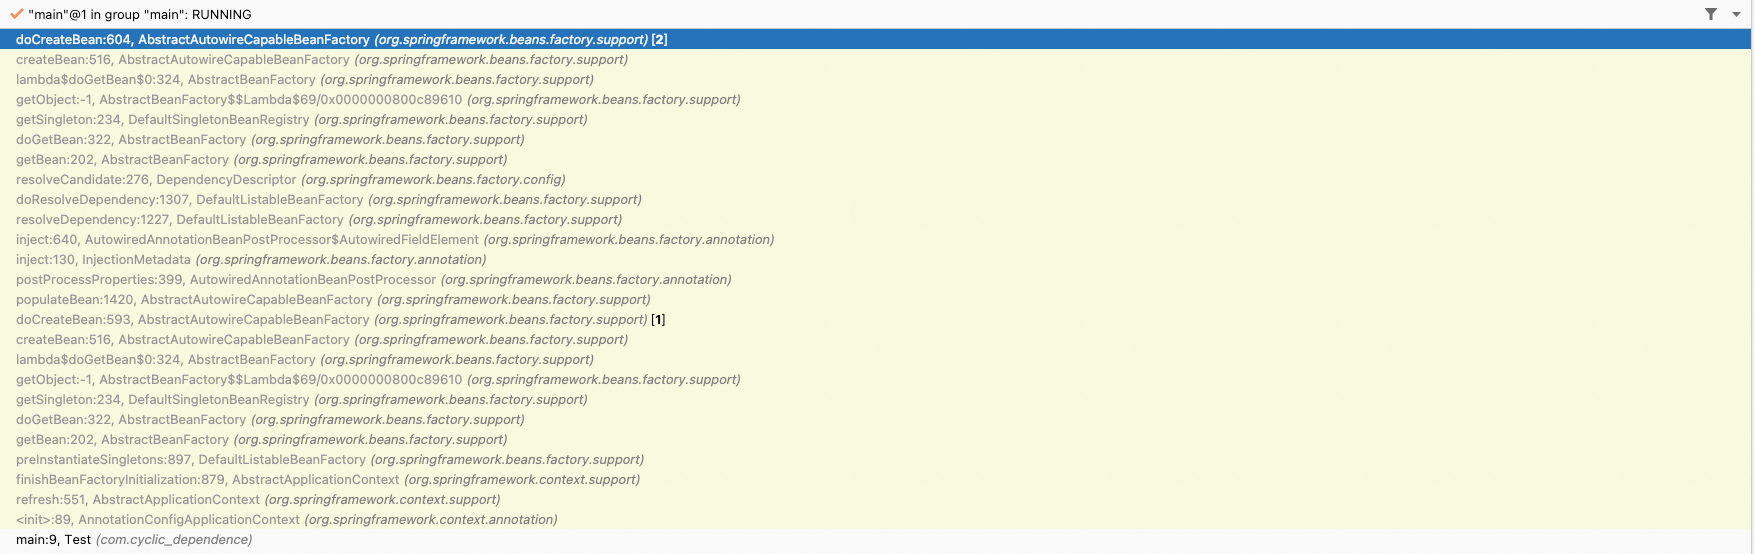 "main"@1 in group "main": RUNNING
doCreateBean:604, AbstractAutowireCapableBeanFactory (org.springframework.beans.factory.support) [2]
createBean:516, AbstractAutowireCapableBeanFactory (org.springframework.beans.factory.support)
lambda$doGetBean$0:324, AbstractBeanFactory (org.springframework.beans.factory.support)
getObject:-1, AbstractBeanFactory$$Lambda$69/0x0000000800c89610 (org.springframework.beans.factory.support)
getSingleton:234, DefaultSingletonBeanRegistry (org.springframework.beans.factory.support)
doGetBean:322, AbstractBeanFactory (org.springframework.beans.factory.support)
getBean:202, AbstractBeanFactory (org.springframework.beans.factory.support)
resolveCandidate:276, DependencyDescriptor (org.springframework.beans.factory.config)
doResolveDependency:1307, DefaultListableBeanFactory (org.springframework.beans.factory.support)
resolveDependency:1227, DefaultListableBeanFactory (org.springframework.beans.factory.support)
inject:640, AutowiredAnnotationBeanPostProcessor$AutowiredFieldElement (org.springframework.beans.factory.annotation)
inject:130, InjectionMetadata (org.springframework.beans.factory.annotation)
postProcessProperties:399, AutowiredAnnotationBeanPostProcessor (org.springframework.beans.factory.annotation)
populateBean:1420, AbstractAutowireCapableBeanFactory (org.springframework.beans.factory.support)
doCreateBean:593, AbstractAutowireCapableBeanFactory (org.springframework.beans.factory.support) [1]
createBean:516, AbstractAutowireCapableBeanFactory (org.springframework.beans.factory.support)
lambda$doGetBean$0:324, AbstractBeanFactory (org.springframework.beans.factory.support)
getObject:-1, AbstractBeanFactory$$Lambda$69/0x0000000800c89610 (org.springframework.beans.factory.support)
getSingleton:234, DefaultSingletonBeanRegistry (org.springframework.beans.factory.support)
doGetBean:322, AbstractBeanFactory (org.springframework.beans.factory.support)
getBean:202, AbstractBeanFactory (org.springframework.beans.factory.support)
preInstantiateSingletons:897, DefaultListableBeanFactory (org.springframework.beans.factory.support)
finishBeanFactoryInitialization:879, AbstractApplicationContext (org.springframework.context.support)
refresh:551, AbstractApplicationContext (org.springframework.context.support)
<init>:89, AnnotationConfigApplicationContext (org.springframework.context.annotation)
main:9, Test (com.cyclic_dependence)